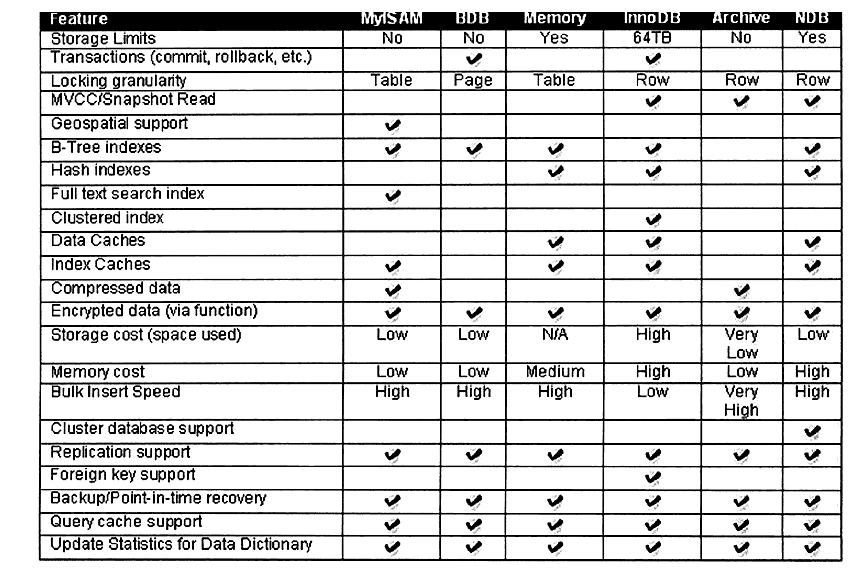 Feature MyISAM BDB Memory InnoDB Archive NDB
Storage Limits No No Yes 64TB No Yes
Transactions (commit, rollback, etc.) ✔ ✔
Locking granularity Table Page Table Row Row Row
MVCC/Snapshot Read ✔ ✔ ✔
Geospatial support ✔
B-Tree indexes ✔ ✔ ✔ ✔ ✔
Hash indexes ✔ ✔ ✔
Full text search index ✔
Clustered index ✔
Data Caches ✔ ✔ ✔
Index Caches ✔ ✔ ✔ ✔
Compressed data ✔ ✔
Encrypted data (via function) ✔ ✔ ✔ ✔ ✔ ✔
Storage cost (space used) Low Low N/A High Very Low
Low
Memory cost Low Low Medium High Low High
Bulk Insert Speed High High High Low Very High
High
Cluster database support ✔
Replication support ✔ ✔ ✔ ✔ ✔ ✔
Foreign key support ✔
Backup/Point-in-time recovery ✔ ✔ ✔ ✔ ✔ ✔
Query cache support ✔ ✔ ✔ ✔ ✔ ✔
Update Statistics for Data Dictionary ✔ ✔ ✔ ✔ ✔ ✔